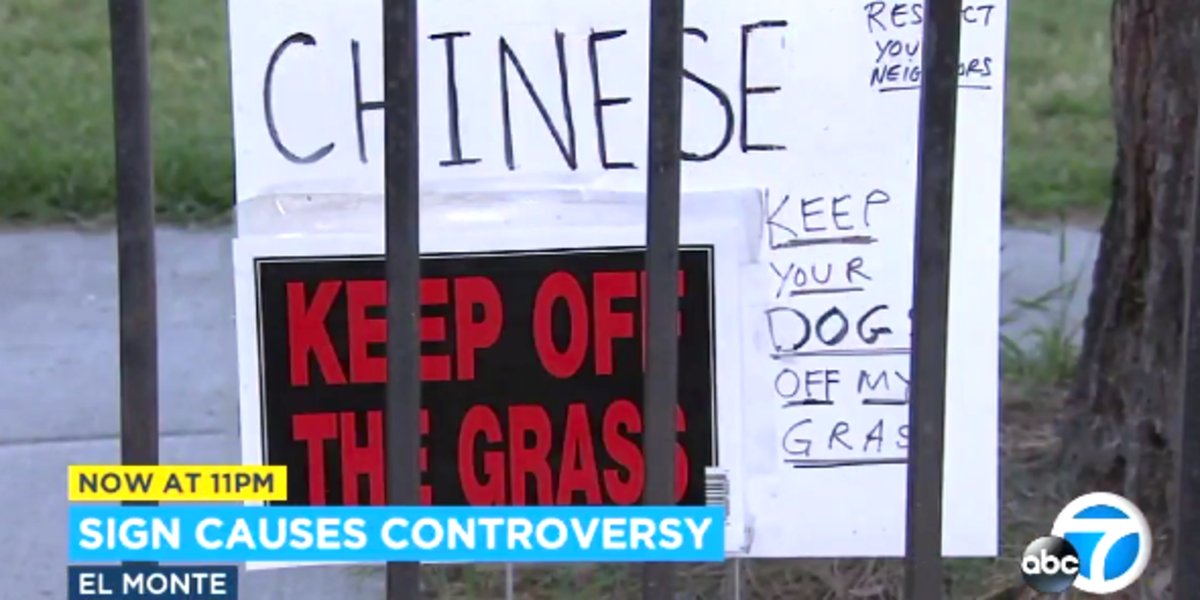 CHINESE
RESPECT
YOUR
NEIGHBORS
KEEP OFF
THE GRASS
KEEP
YOUR
DOGS
OFF MY
GRASS
NOW AT 11PM
SIGN CAUSES CONTROVERSY
EL MONTE
abc 7